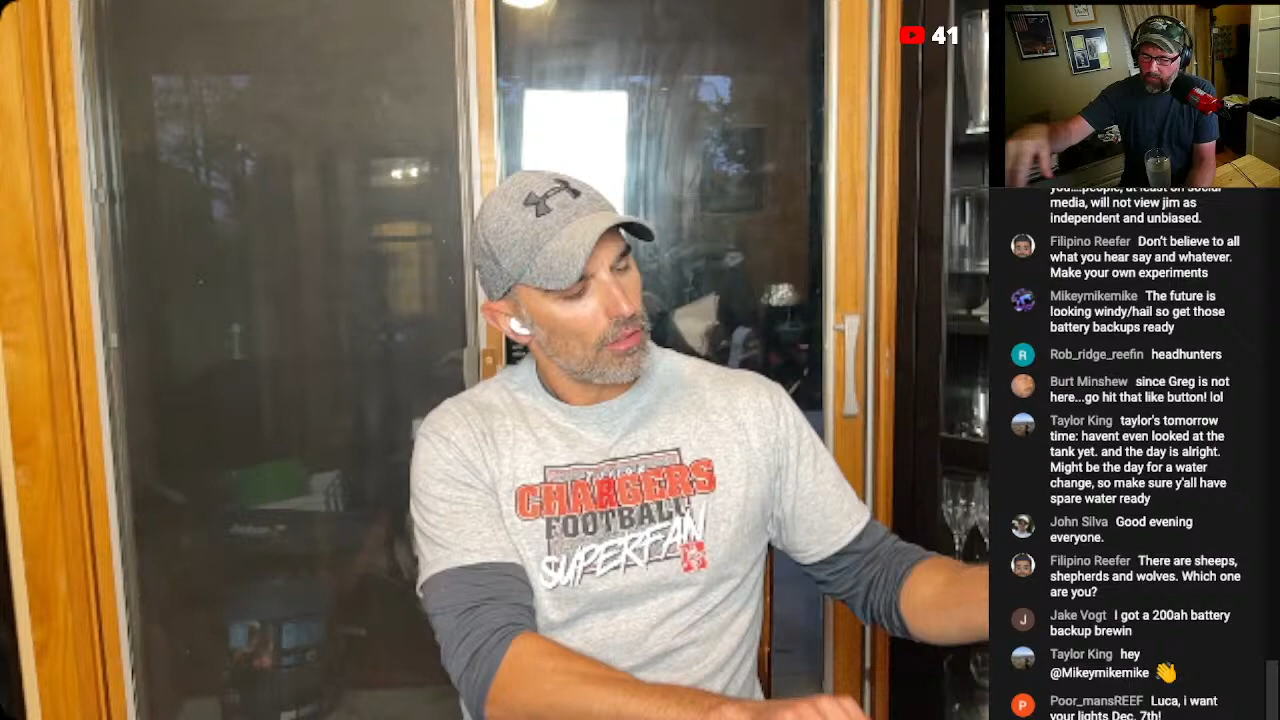 41
you....people, at least on social
media, will not view jim as
independent and unbiased.
Filipino Reefer Don't believe to all
what you hear say and whatever.
Make your own experiments
Mikeymikemike The future is
looking windy/hail so get those
battery backups ready
R Rob_ridge_reefin headhunters
Burt Minshew since Greg is not
here...go hit that like button! lol
Taylor King taylor's tomorrow
time: havent even looked at the
tank yet. and the day is alright.
Might be the day for a water
change, so make sure y'all have
spare water ready
John Silva Good evening
everyone.
Filipino Reefer There are sheeps,
shepherds and wolves. Which one
are you?
J Jake Vogt I got a 200ah battery
backup brewin
Taylor King hey
@Mikeymikemike 👋
P Poor_mansREEF Luca, i want
your lights Dec. 7th!
CHARGERS
FOOTBALL
SUPERFAN